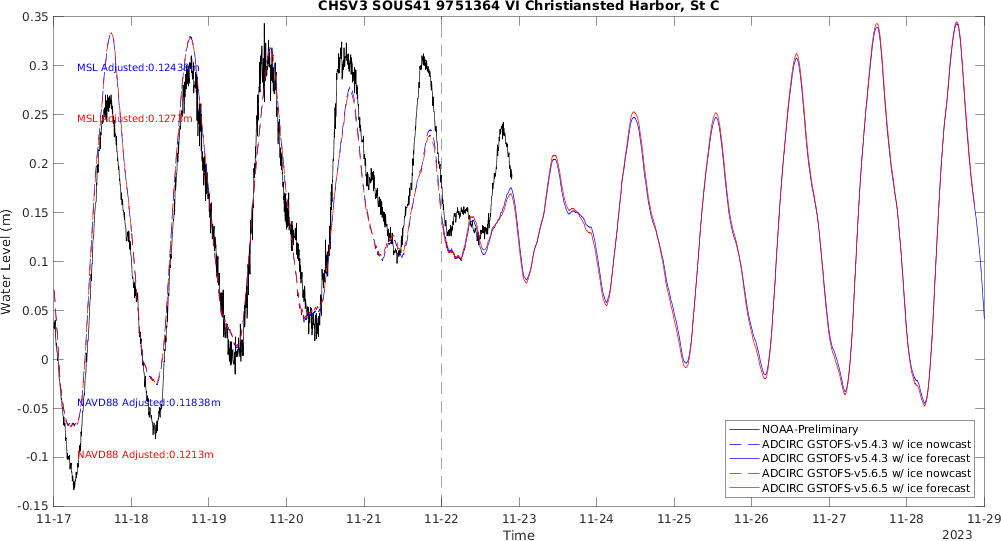 CHSV3 SOUS41 9751364 VI Christiansted Harbor, St C
0.35
0.3
0.25
0.2
0.15
0.1
0.05
0
-0.05
-0.1
-0.15
Water Level (m)
MSL Adjusted:0.12438m
MSL Adjusted:0.1273m
NAVD88 Adjusted:0.11838m
NAVD88 Adjusted:0.1213m
NOAA-Preliminary
ADCIRC GSTOFS-v5.4.3 w/ ice nowcast
ADCIRC GSTOFS-v5.4.3 w/ ice forecast
ADCIRC GSTOFS-v5.6.5 w/ ice nowcast
ADCIRC GSTOFS-v5.6.5 w/ ice forecast
11-17 11-18 11-19 11-20 11-21 11-22 11-23 11-24 11-25 11-26 11-27 11-28 11-29
Time
2023